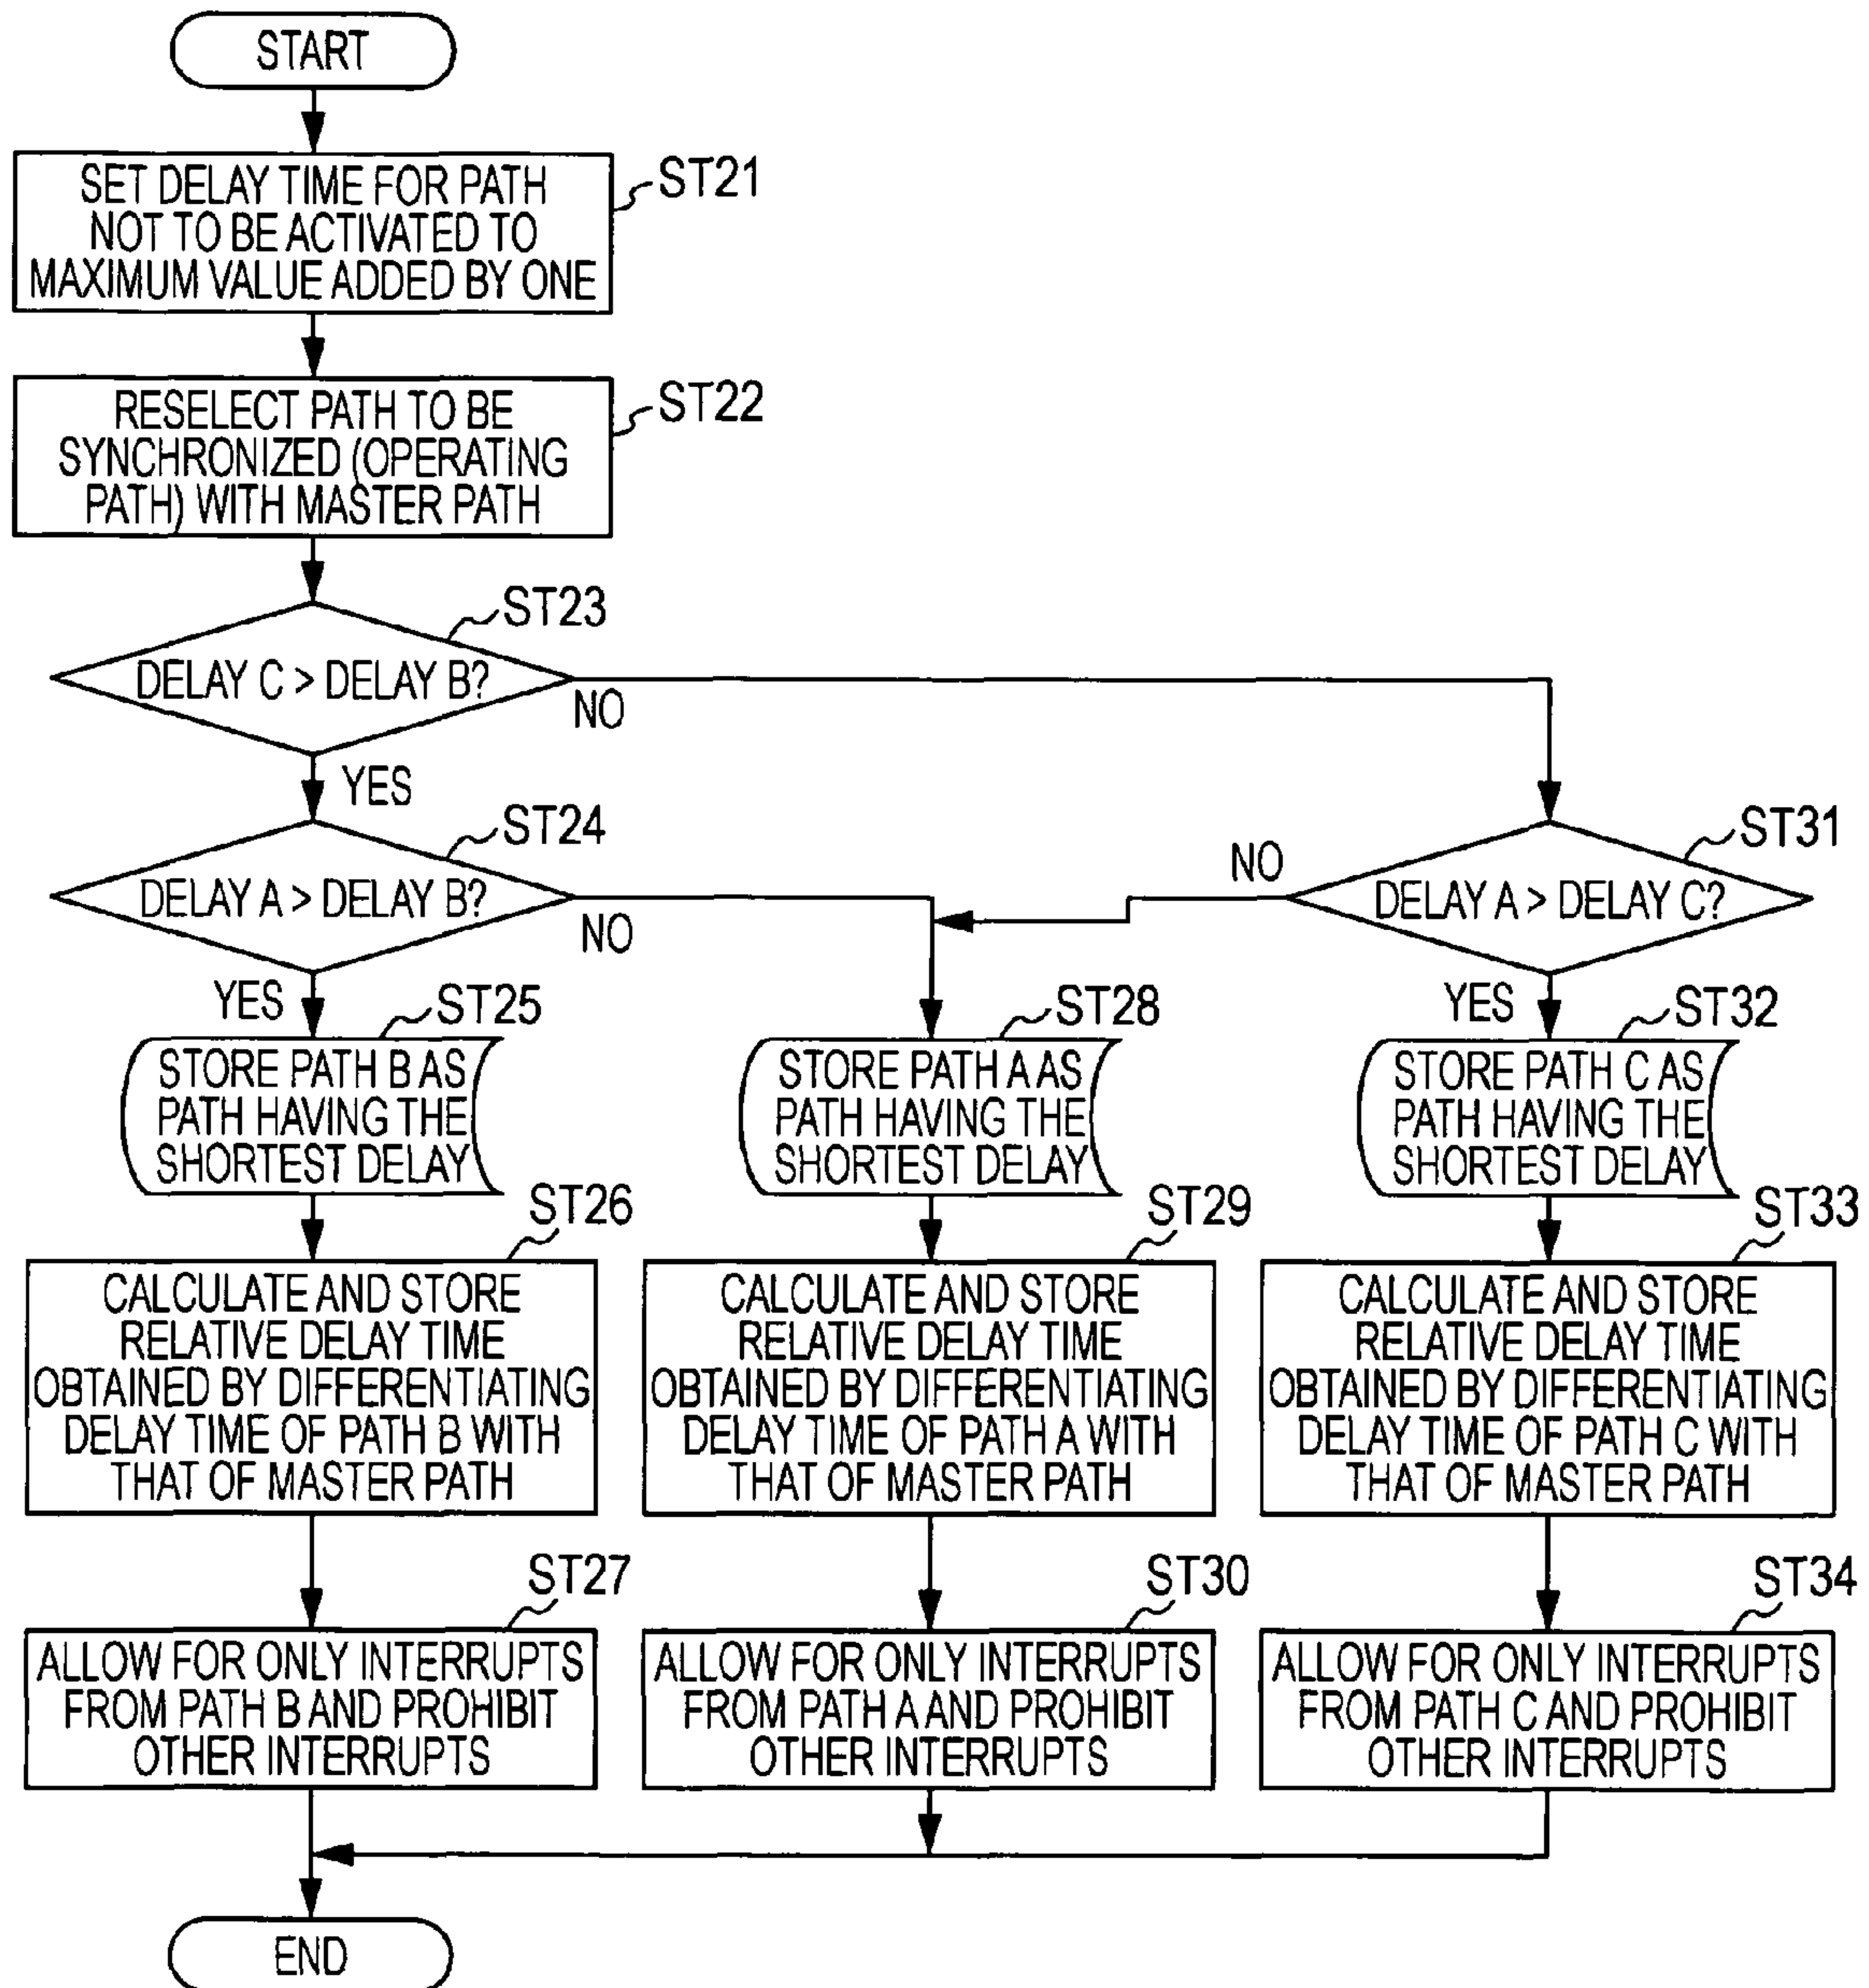 START
SET DELAY TIME FOR PATH
NOT TO BE ACTIVATED TO
MAXIMUM VALUE ADDED BY ONE
ST21
RESELECT PATH TO BE
SYNCHRONIZED (OPERATING
PATH) WITH MASTER PATH
ST22
ST23
DELAY C > DELAY B?
NO
YES
ST24
DELAY A > DELAY B?
NO
YES
ST31
NO
DELAY A > DELAY C?
YES
ST25
STORE PATH B AS
PATH HAVING THE
SHORTEST DELAY
ST28
STORE PATH A AS
PATH HAVING THE
SHORTEST DELAY
ST32
STORE PATH C AS
PATH HAVING THE
SHORTEST DELAY
ST26
CALCULATE AND STORE
RELATIVE DELAY TIME
OBTAINED BY DIFFERENTIATING
DELAY TIME OF PATH B WITH
THAT OF MASTER PATH
ST29
CALCULATE AND STORE
RELATIVE DELAY TIME
OBTAINED BY DIFFERENTIATING
DELAY TIME OF PATH A WITH
THAT OF MASTER PATH
ST33
CALCULATE AND STORE
RELATIVE DELAY TIME
OBTAINED BY DIFFERENTIATING
DELAY TIME OF PATH C WITH
THAT OF MASTER PATH
ST27
ALLOW FOR ONLY INTERRUPTS
FROM PATH B AND PROHIBIT
OTHER INTERRUPTS
ST30
ALLOW FOR ONLY INTERRUPTS
FROM PATH A AND PROHIBIT
OTHER INTERRUPTS
ST34
ALLOW FOR ONLY INTERRUPTS
FROM PATH C AND PROHIBIT
OTHER INTERRUPTS
END